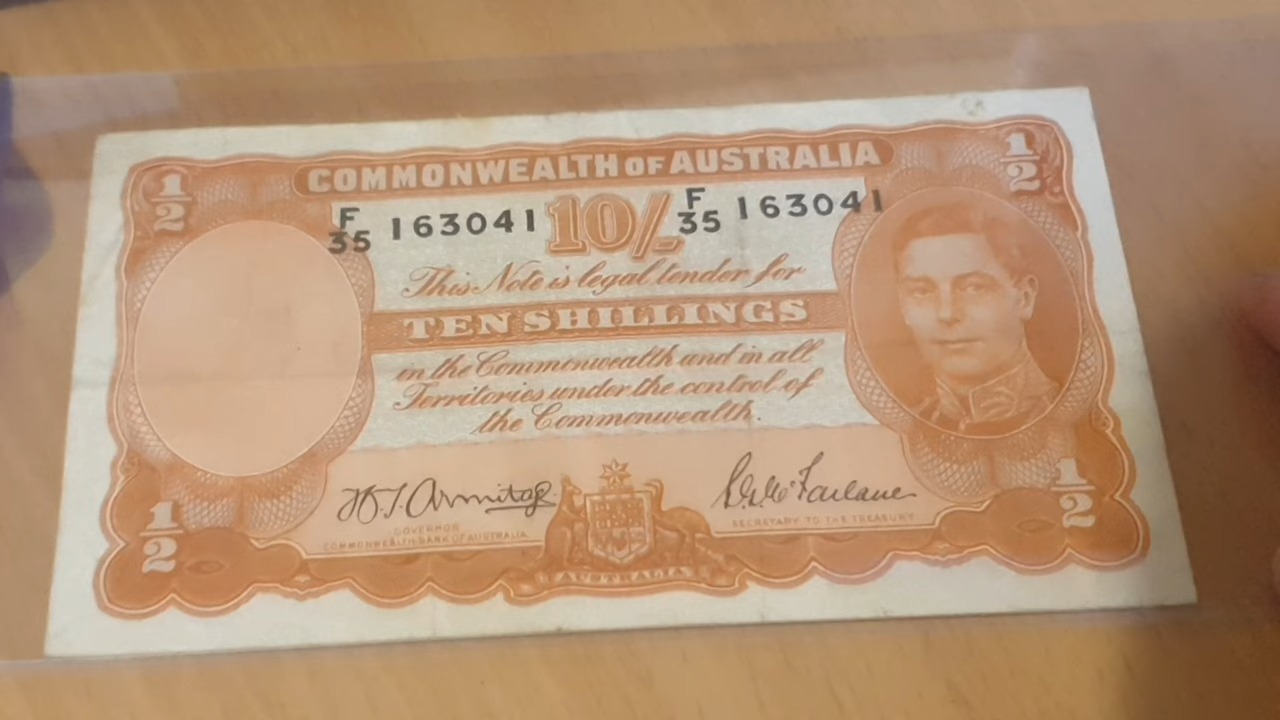 COMMONWEALTH OF AUSTRALIA
1/2
1/2
F/35 163041 10/- F/35 163041
This Note is legal tender for
TEN SHILLINGS
in the Commonwealth and in all
Territories under the control of
the Commonwealth.
H.T. Armitage
S.G. McFarlane
GOVERNOR
COMMONWEALTH BANK OF AUSTRALIA
SECRETARY TO THE TREASURY
1/2
AUSTRALIA
1/2